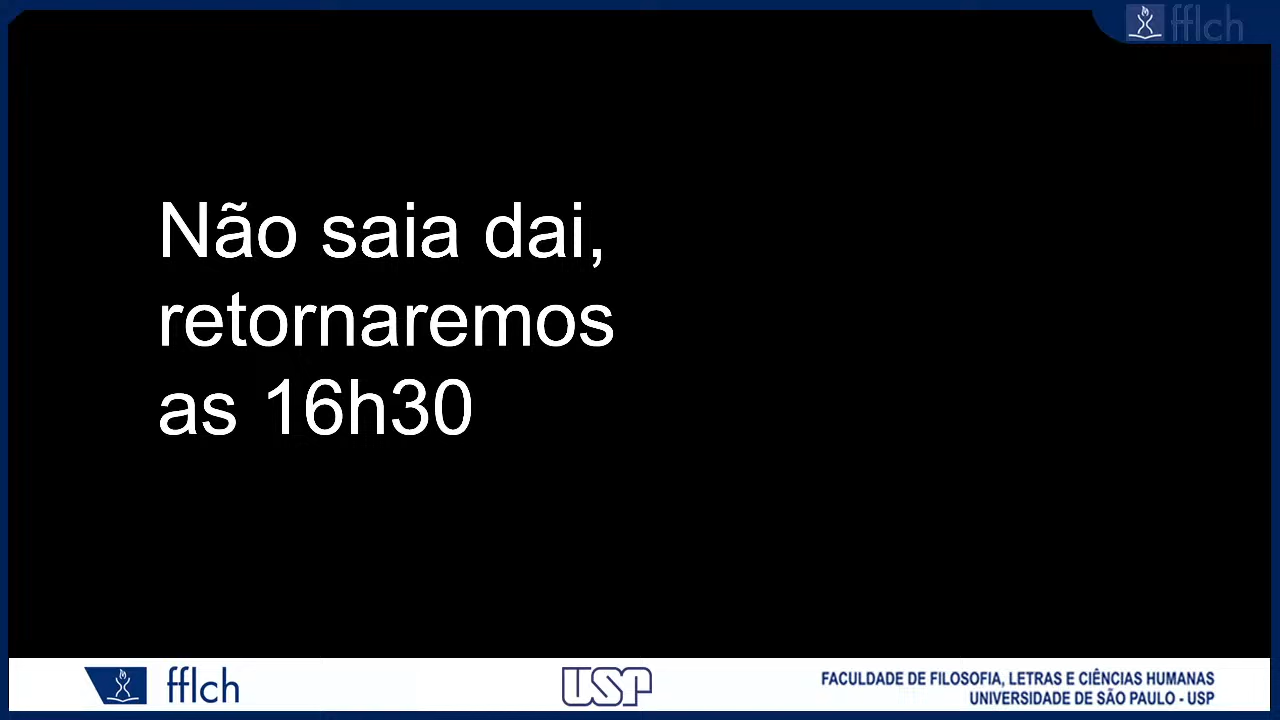 fflch
Não saia dai,
retornaremos
as 16h30
fflch
USP
FACULDADE DE FILOSOFIA, LETRAS E CIÊNCIAS HUMANAS
UNIVERSIDADE DE SÃO PAULO - USP